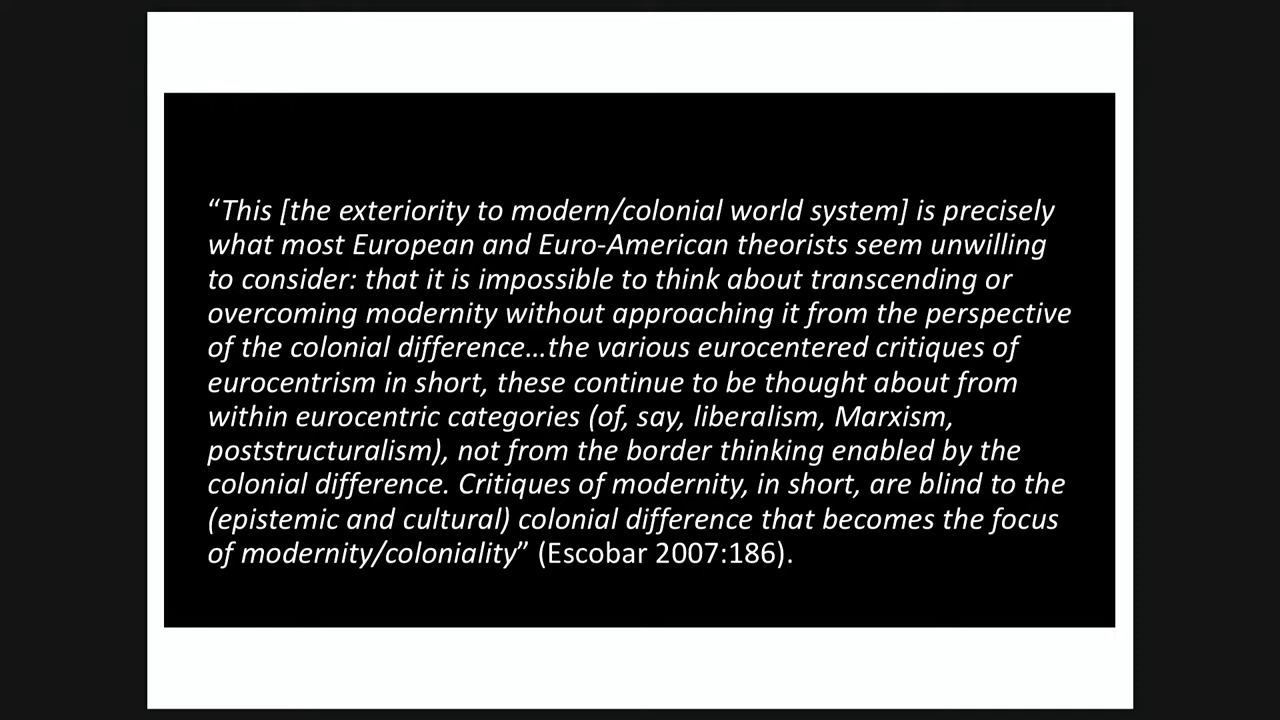 “This [the exteriority to modern/colonial world system] is precisely
what most European and Euro-American theorists seem unwilling
to consider: that it is impossible to think about transcending or
overcoming modernity without approaching it from the perspective
of the colonial difference…the various eurocentered critiques of
eurocentrism in short, these continue to be thought about from
within eurocentric categories (of, say, liberalism, Marxism,
poststructuralism), not from the border thinking enabled by the
colonial difference. Critiques of modernity, in short, are blind to the
(epistemic and cultural) colonial difference that becomes the focus
of modernity/coloniality” (Escobar 2007:186).